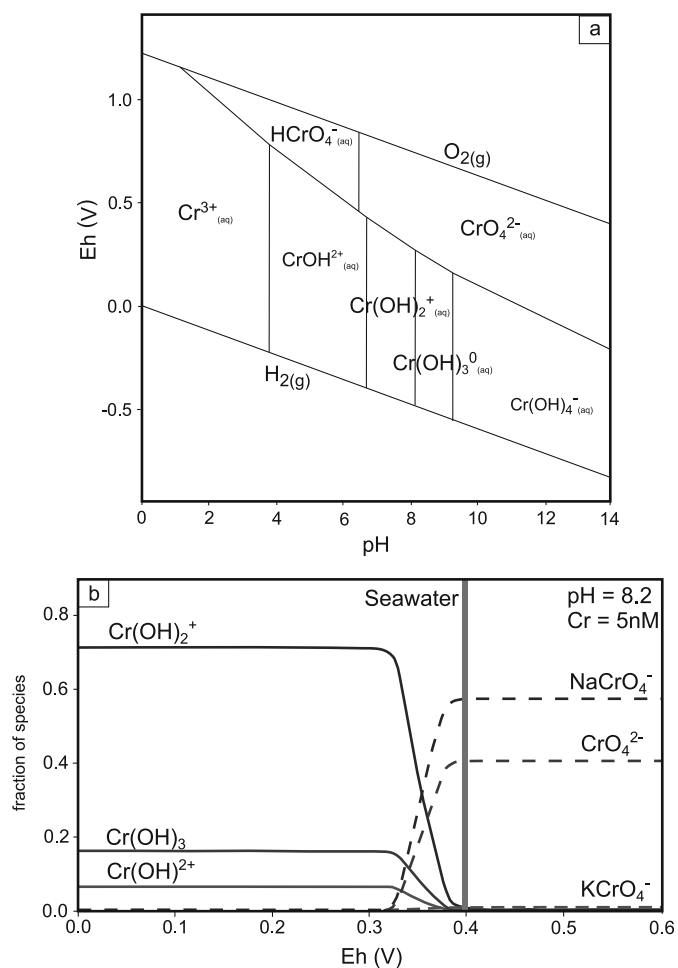 a
1.0
0.5
0.0
-0.5
Eh (V)
O2(g)
HCrO4-(aq)
Cr3+(aq)
CrO42-(aq)
CrOH2+(aq)
Cr(OH)2+(aq)
Cr(OH)30(aq)
H2(g)
Cr(OH)4-(aq)
0 2 4 6 8 10 12 14
pH
b
Seawater
pH = 8.2
Cr = 5nM
0.8
0.6
0.4
0.2
0.0
fraction of species
Cr(OH)2+
NaCrO4-
CrO42-
Cr(OH)3
Cr(OH)2+
KCrO4-
0.0 0.1 0.2 0.3 0.4 0.5 0.6
Eh (V)